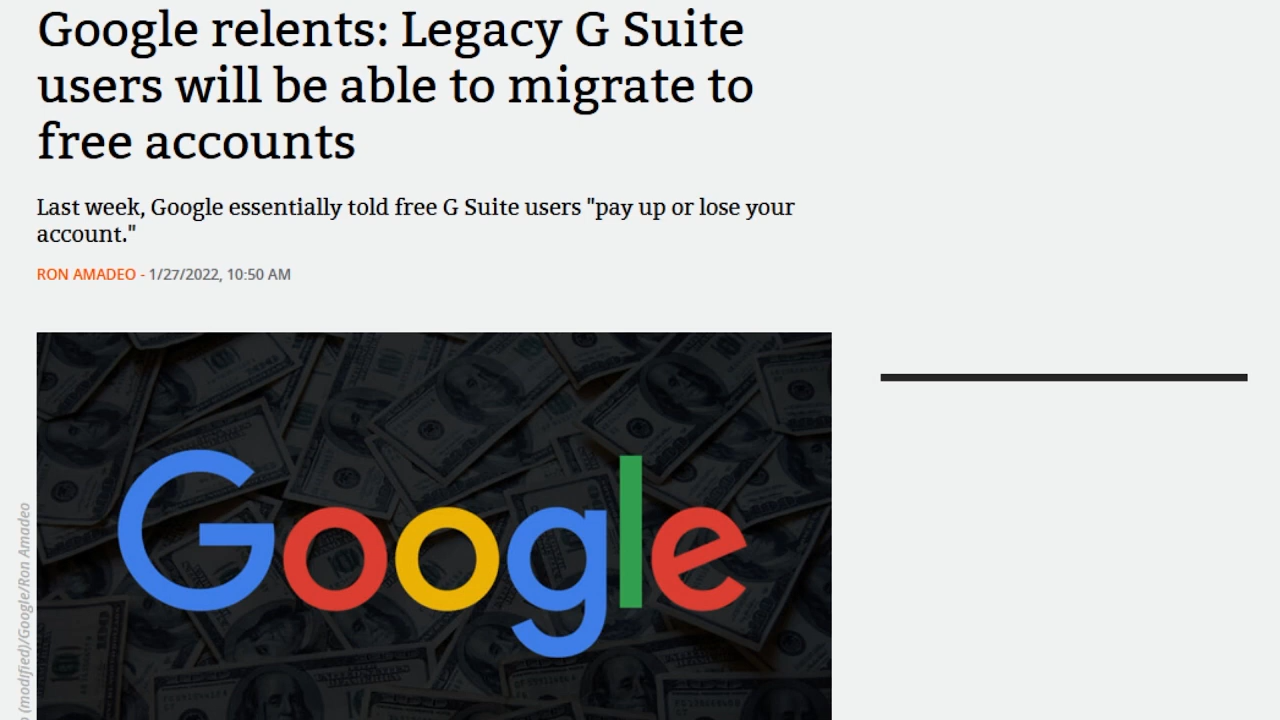 Google relents: Legacy G Suite
users will be able to migrate to
free accounts
Last week, Google essentially told free G Suite users "pay up or lose your
account."
RON AMADEO - 1/27/2022, 10:50 AM
Google
(modified)/Google/Ron Amadeo